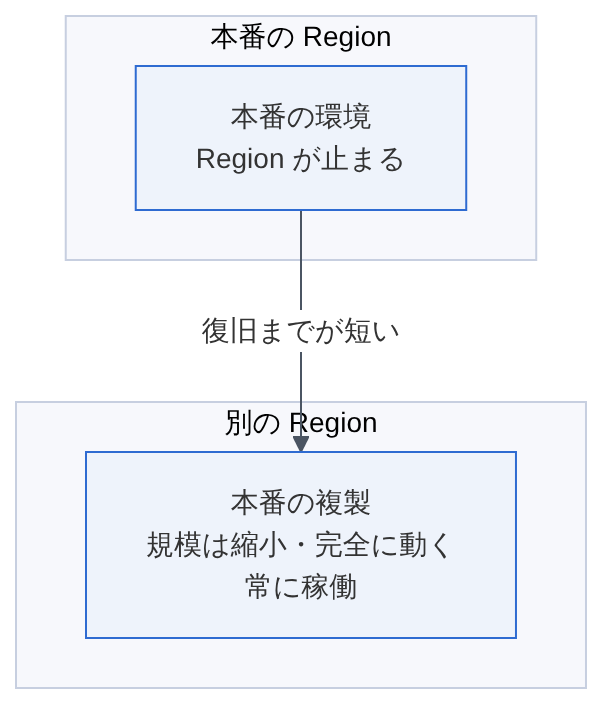 本番の Region
本番の環境
Region が止まる
復旧までが短い
別の Region
本番の複製
規模は縮小・完全に動く
常に稼働